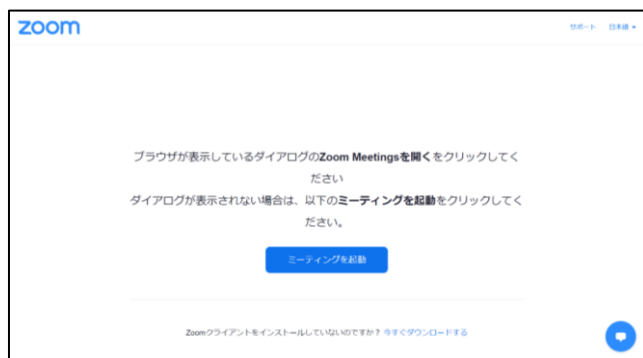 zoom
サポート 日本語
ブラウザが表示しているダイアログのZoom Meetingsを開くをクリックしてく
ださい
ダイアログが表示されない場合は、以下のミーティングを起動をクリックしてく
ださい。
ミーティングを起動
Zoomクライアントをインストールしていないのですか？ 今すぐダウンロードする